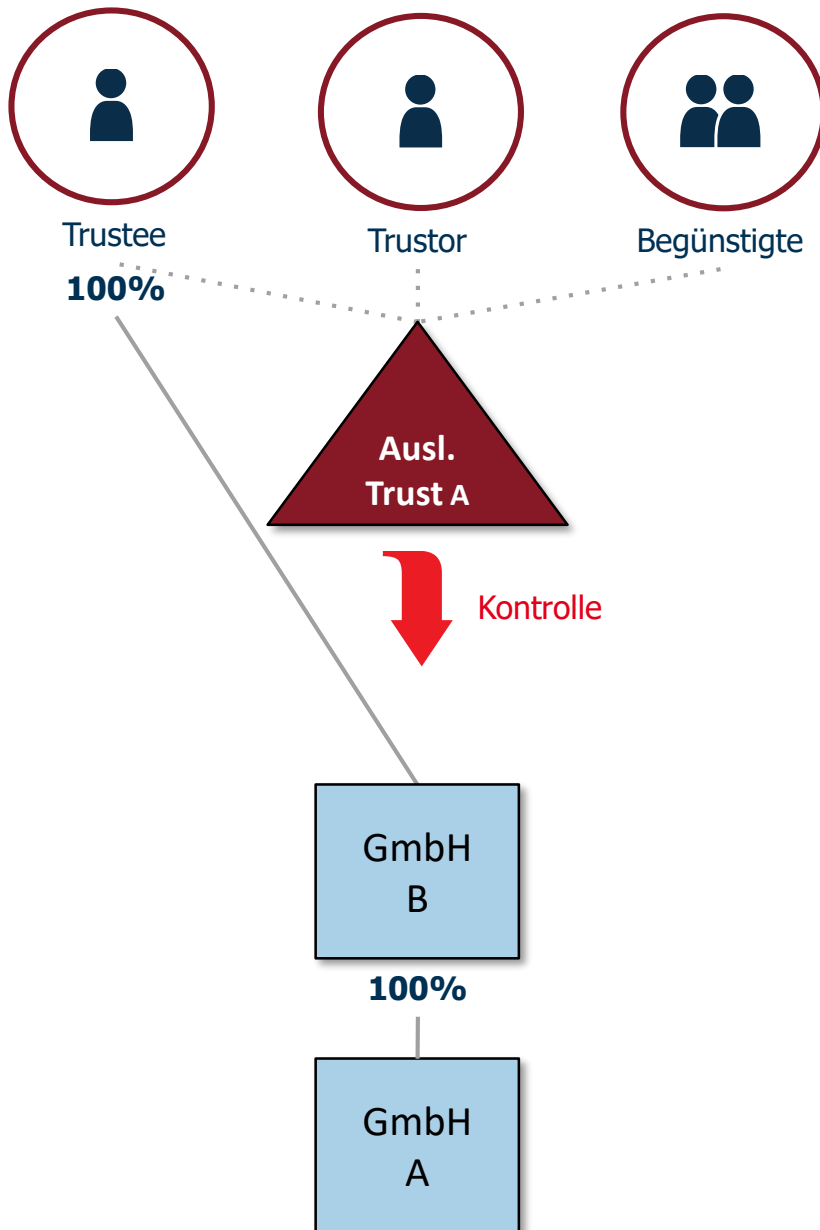 Trustee
Trustor
Begünstigte
100%
Ausl.
Trust A
Kontrolle
GmbH
B
100%
GmbH
A